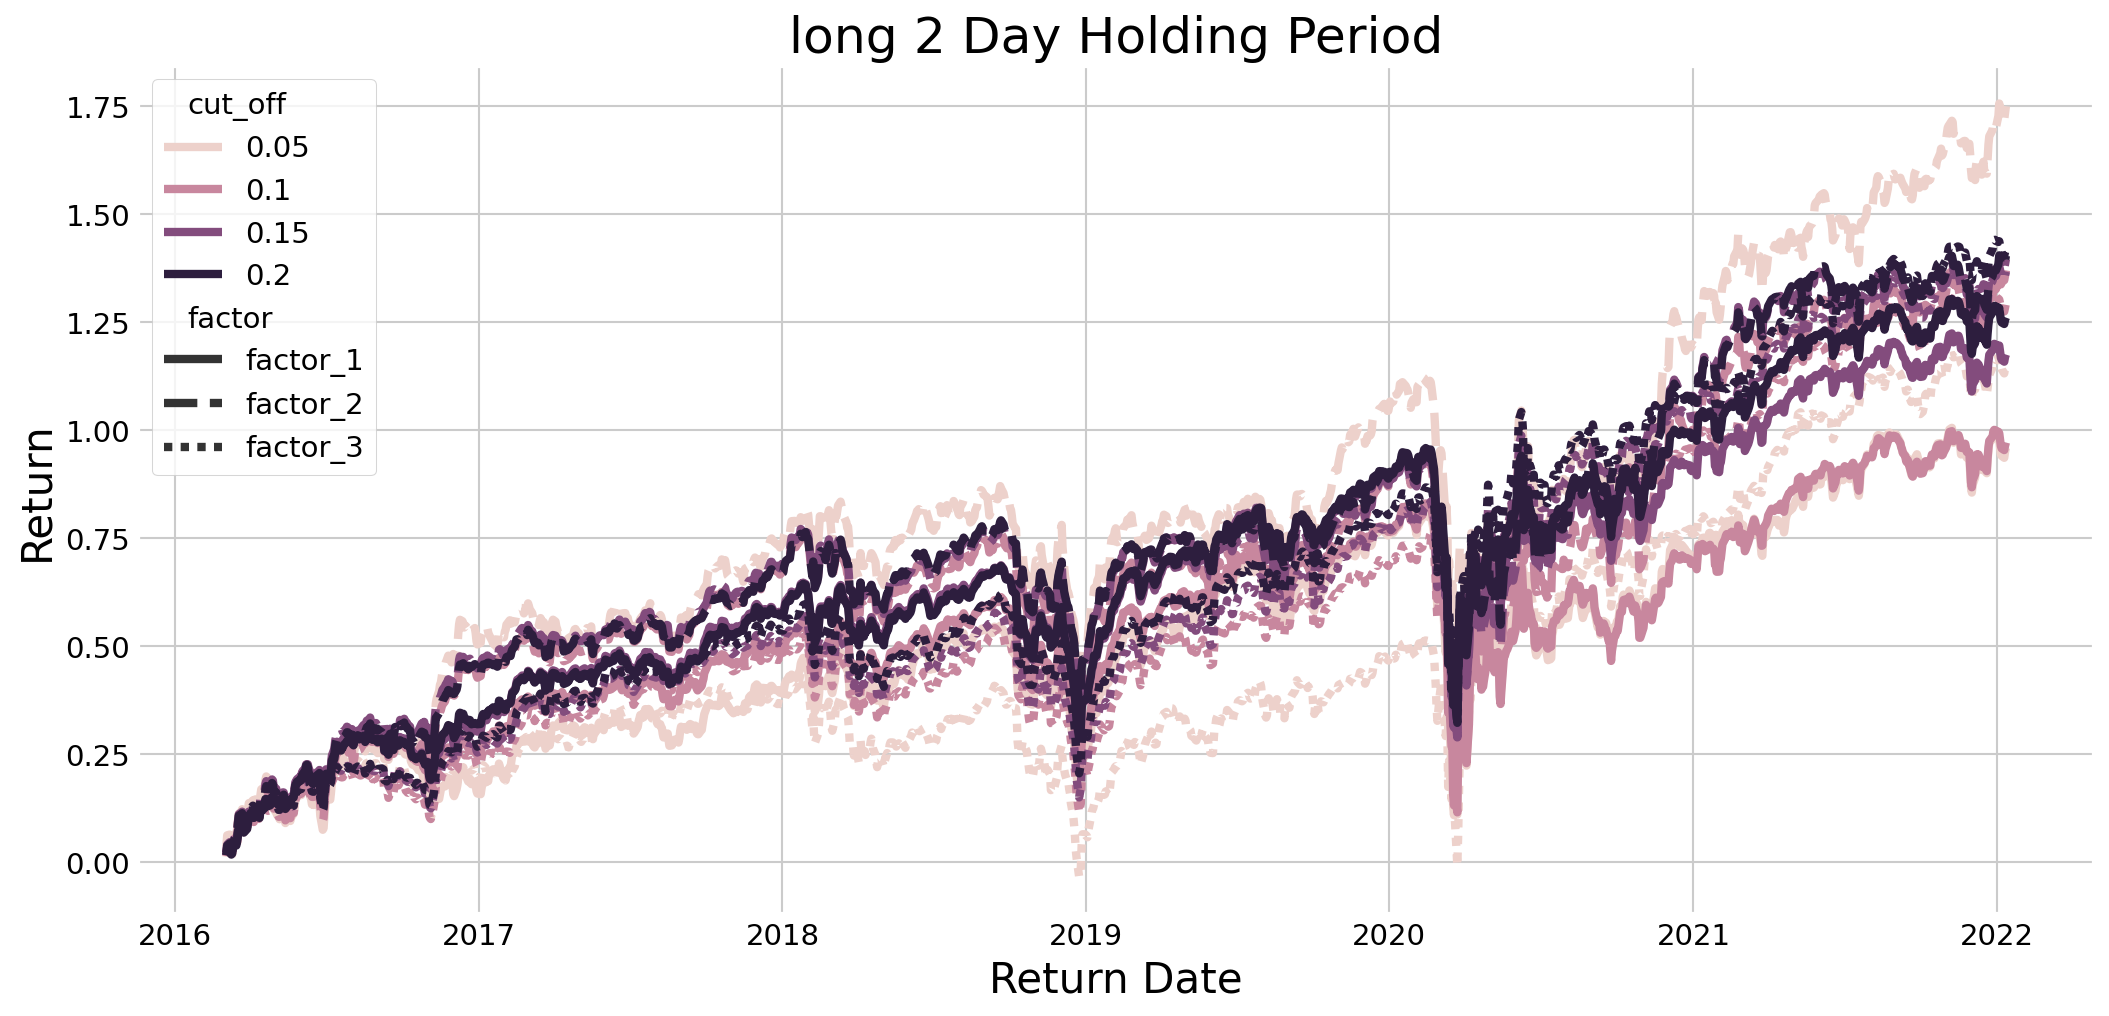 long 2 Day Holding Period
cut_off
0.05
0.1
0.15
0.2
factor
factor_1
factor_2
factor_3
Return
1.75
1.50
1.25
1.00
0.75
0.50
0.25
0.00
2016 2017 2018 2019 2020 2021 2022
Return Date